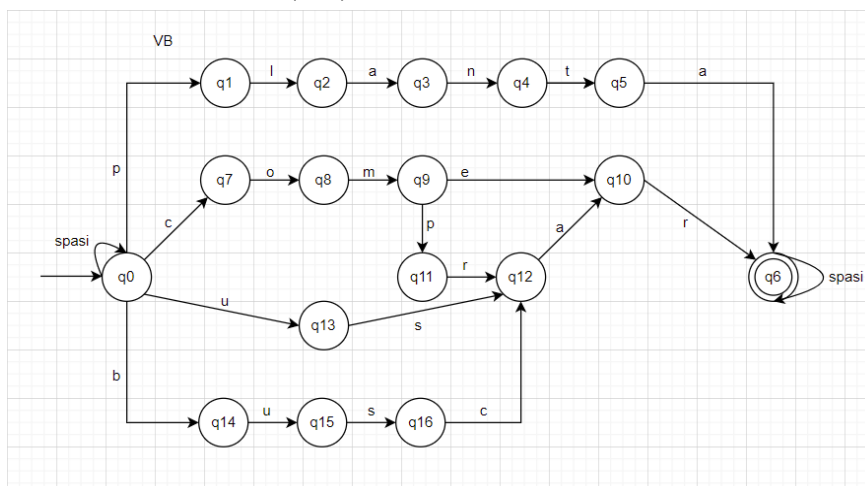 VB
q1 l q2 a q3 n q4 t q5 a
p
q7 o q8 m q9 e q10
c
p
a
r
spasi
q0
q11 r q12
q6 spasi
u
q13
s
b
q14 u q15 s q16 c